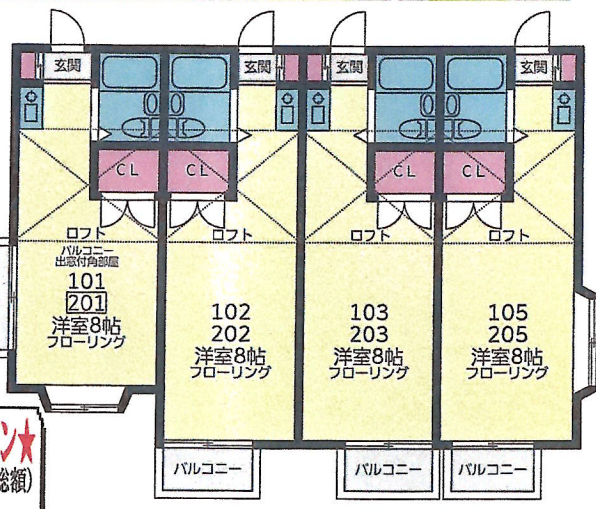 玄関
玄関
玄関
玄関
CL
CL
CL
CL
ロフト
ロフト
ロフト
ロフト
バルコニー
出窓付角部屋
101
201
洋室8帖
フローリング
102
202
洋室8帖
フローリング
103
203
洋室8帖
フローリング
105
205
洋室8帖
フローリング
バルコニー
バルコニー
バルコニー
ン★
総額)